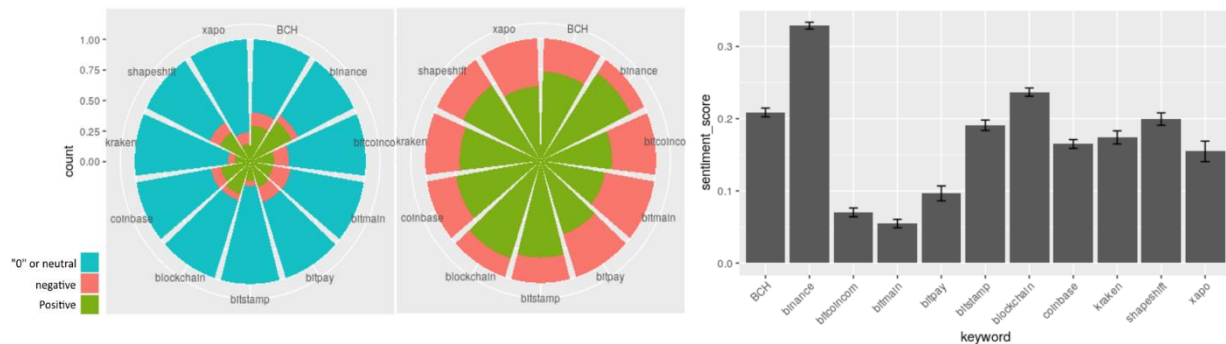 1.00
0.75
0.50
0.25
0.00
count
xapo
BCH
binance
bitcoinco
bitmain
bitpay
bitstamp
blockchain
coinbase
kraken
shapeshift
"0" or neutral
negative
Positive
xapo
BCH
binance
bitcoinco
bitmain
bitpay
bitstamp
blockchain
coinbase
kraken
shapeshift
0.3
0.2
0.1
0.0
sentiment_score
BCH
binance
bitcoincom
bitmain
bitpay
bitstamp
blockchain
coinbase
kraken
shapeshift
xapo
keyword